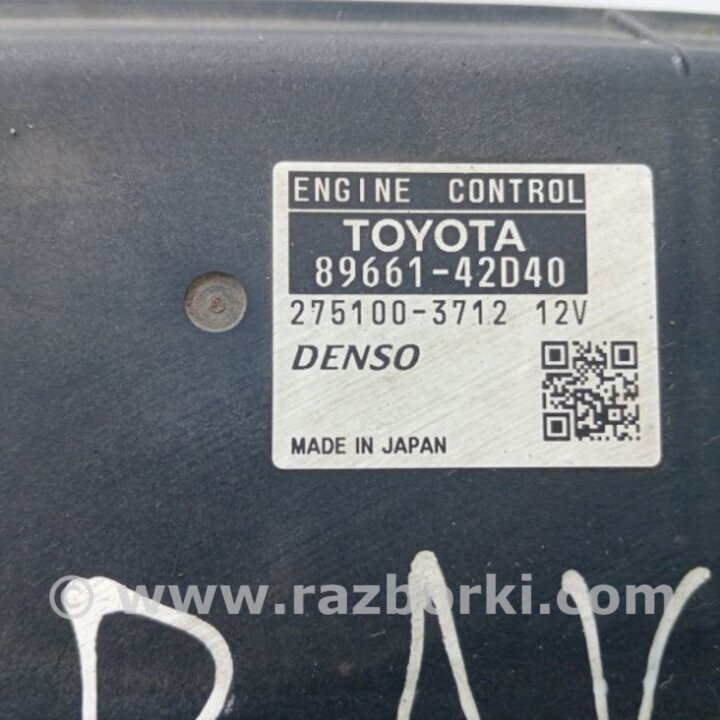 ENGINE CONTROL
TOYOTA
89661-42D40
275100-3712 12V
DENSO
MADE IN JAPAN
© www.razborki.com